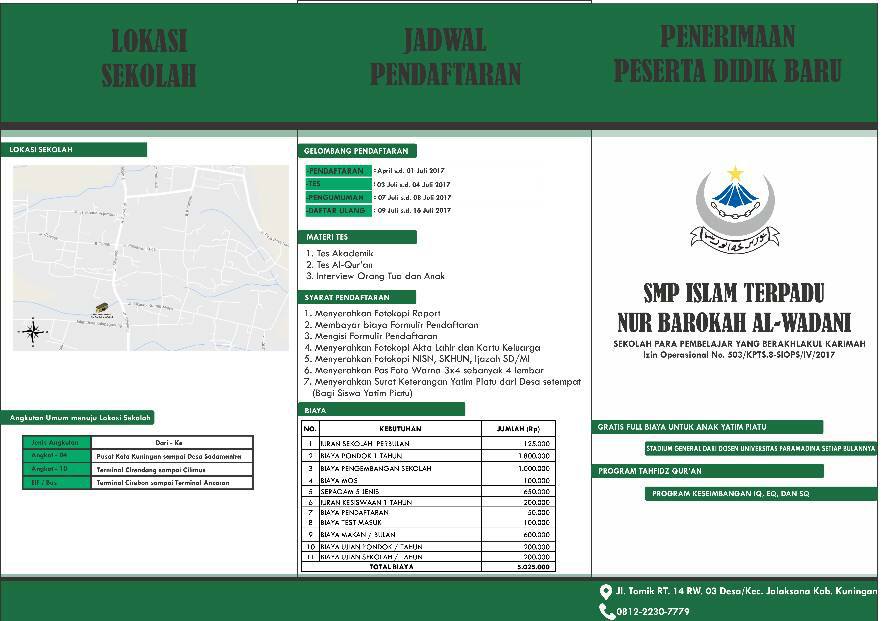 LOKASI
SEKOLAH
LOKASI SEKOLAH
Angkutan Umum menuju Lokasi Sekolah
Jenis Angkutan Dari - Ke
Angkot - 04 Pusat Kota Kuningan sampai Desa Sadamantra
Angkot - 10 Terminal Cirendang sampai Cilimus
Elf / Bus Terminal Cirebon sampai Terminal Ancaran
JADWAL
PENDAFTARAN
GELOMBANG PENDAFTARAN
-PENDAFTARAN : April s.d. 01 Juli 2017
-TES : 03 Juli s.d. 04 Juli 2017
-PENGUMUMAN : 07 Juli s.d. 08 Juli 2017
-DAFTAR ULANG : 09 Juli s.d. 16 Juli 2017
MATERI TES
1. Tes Akademik
2. Tes Al-Qur'an
3. Interview Orang Tua dan Anak
SYARAT PENDAFTARAN
1. Menyerahkan Fotokopi Raport
2. Membayar biaya Formulir Pendaftaran
3. Mengisi Formulir Pendaftaran
4. Menyerahkan Fotokopi Akta Lahir dan Kartu Keluarga
5. Menyerahkan Fotokopi NISN, SKHUN, Ijazah SD/MI
6. Menyerahkan Pas Foto Warna 3x4 sebanyak 4 lembar
7. Menyerahkan Surat Keterangan Yatim Piatu dari Desa setempat
(Bagi Siswa Yatim Piatu)
BIAYA
NO. KEBUTUHAN JUMLAH (Rp)
1 IURAN SEKOLAH PERBULAN 125.000
2 BIAYA PONDOK 1 TAHUN 1.800.000
3 BIAYA PENGEMBANGAN SEKOLAH 1.000.000
4 BIAYA MOS 100.000
5 SERAGAM 5 JENIS 650.000
6 IURAN KESISWAAN 1 TAHUN 200.000
7 BIAYA PENDAFTARAN 50.000
8 BIAYA TEST MASUK 100.000
9 BIAYA MAKAN / BULAN 600.000
10 BIAYA UJIAN PONDOK / TAHUN 200.000
11 BIAYA UJIAN SEKOLAH / TAHUN 200.000
TOTAL BIAYA 5.025.000
PENERIMAAN
PESERTA DIDIK BARU
SMP ISLAM TERPADU
NUR BAROKAH AL-WADANI
SEKOLAH PARA PEMBELAJAR YANG BERAKHLAKUL KARIMAH
Izin Operasional No. 503/KPTS.8-SIOPS/IV/2017
GRATIS FULL BIAYA UNTUK ANAK YATIM PIATU
STADIUM GENERAL DARI DOSEN UNIVERSITAS PARAMADINA SETIAP BULANNYA
PROGRAM TAHFIDZ QUR'AN
PROGRAM KESEIMBANGAN IQ, EQ, DAN SQ
Jl. Tamik RT. 14 RW. 03 Desa/Kec. Jalaksana Kab. Kuningan
0812-2230-7779